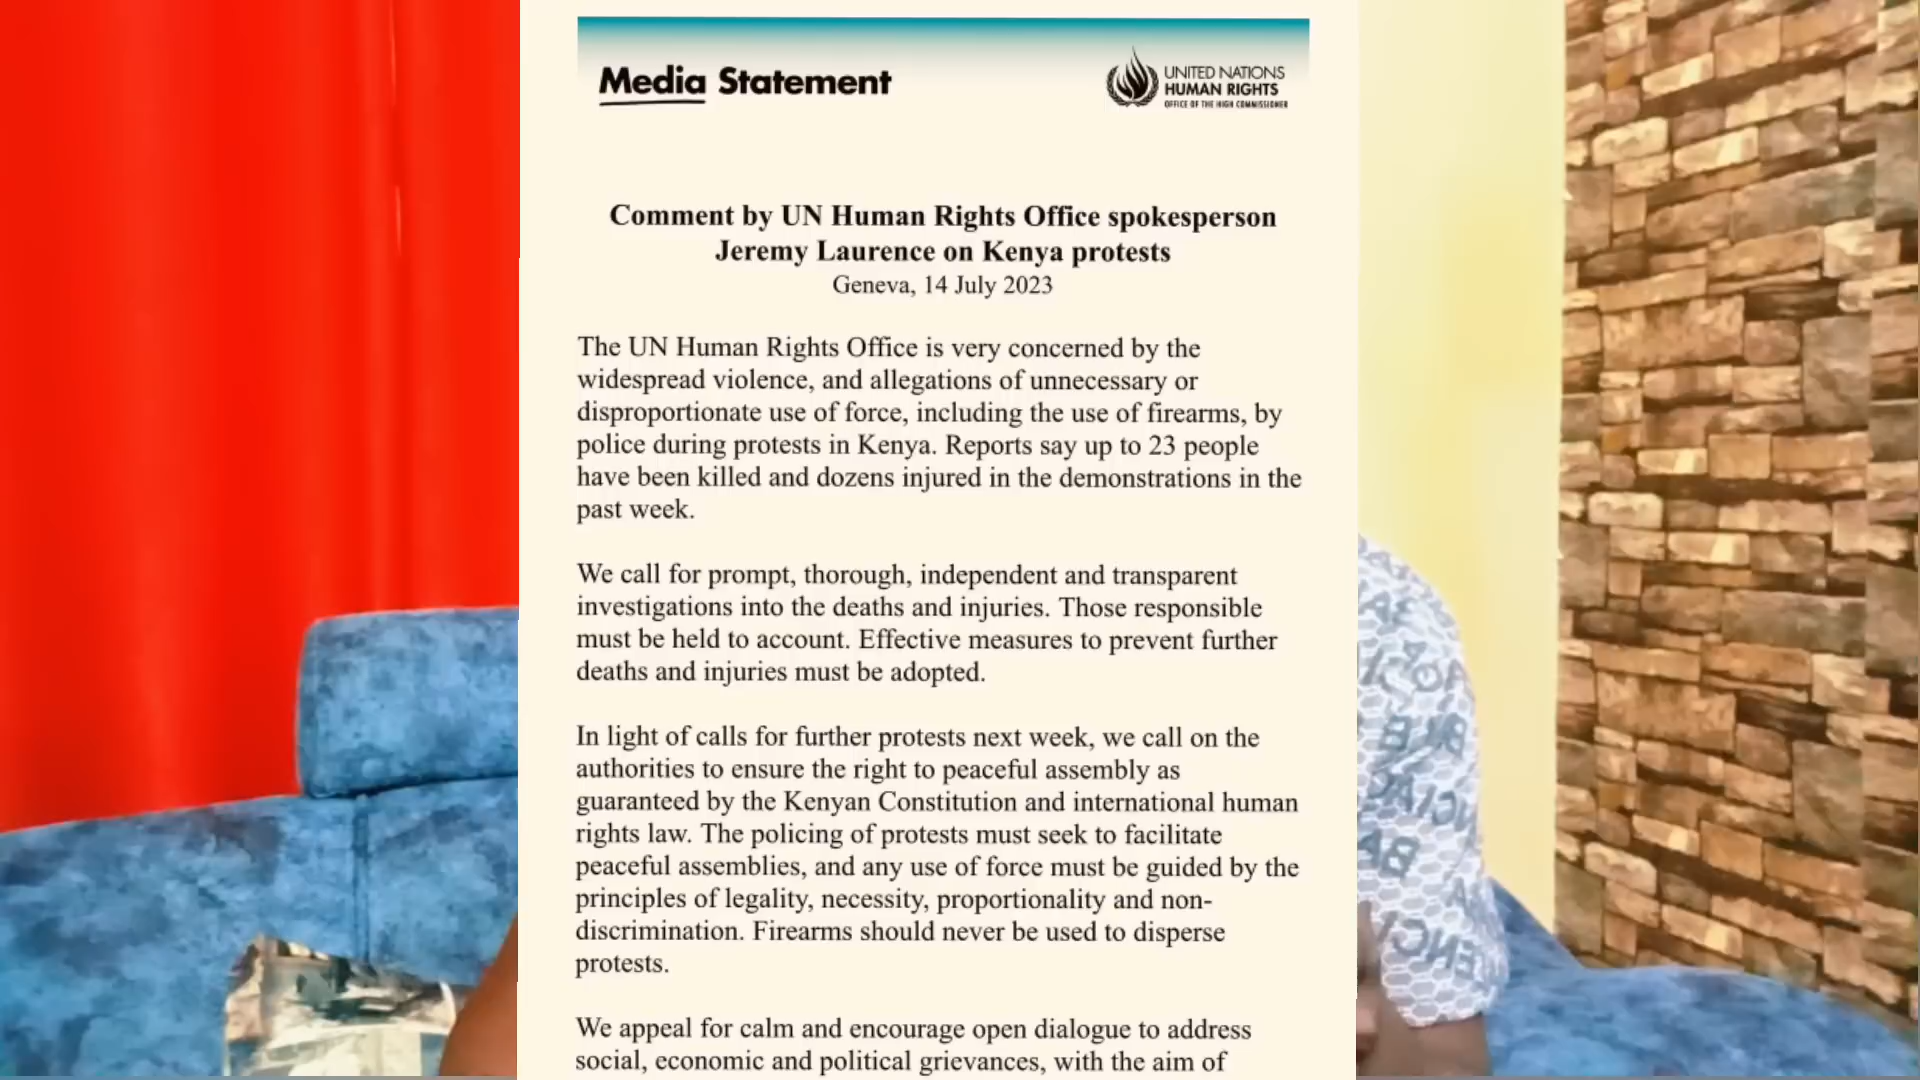 Media Statement
UNITED NATIONS
HUMAN RIGHTS
OFFICE OF THE HIGH COMMISSIONER
Comment by UN Human Rights Office spokesperson
Jeremy Laurence on Kenya protests
Geneva, 14 July 2023
The UN Human Rights Office is very concerned by the
widespread violence, and allegations of unnecessary or
disproportionate use of force, including the use of firearms, by
police during protests in Kenya. Reports say up to 23 people
have been killed and dozens injured in the demonstrations in the
past week.
We call for prompt, thorough, independent and transparent
investigations into the deaths and injuries. Those responsible
must be held to account. Effective measures to prevent further
deaths and injuries must be adopted.
In light of calls for further protests next week, we call on the
authorities to ensure the right to peaceful assembly as
guaranteed by the Kenyan Constitution and international human
rights law. The policing of protests must seek to facilitate
peaceful assemblies, and any use of force must be guided by the
principles of legality, necessity, proportionality and non-
discrimination. Firearms should never be used to disperse
protests.
We appeal for calm and encourage open dialogue to address
social, economic and political grievances, with the aim of